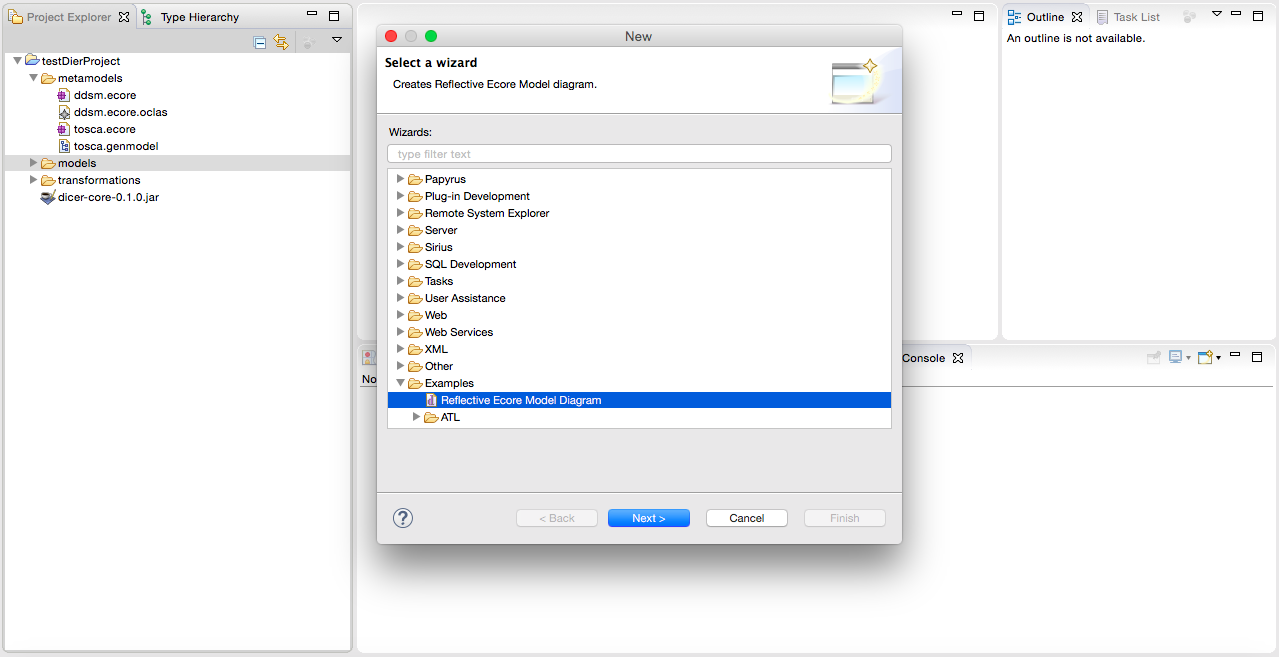 Project Explorer
Type Hierarchy
testDierProject
metamodels
ddsm.ecore
ddsm.ecore.oclas
tosca.ecore
tosca.genmodel
models
transformations
dicer-core-0.1.0.jar
New
Select a wizard
Creates Reflective Ecore Model diagram.
Wizards:
type filter text
Papyrus
Plug-in Development
Remote System Explorer
Server
Sirius
SQL Development
Tasks
User Assistance
Web
Web Services
XML
Other
Examples
Reflective Ecore Model Diagram
ATL
?
< Back
Next >
Cancel
Finish
Outline
Task List
An outline is not available.
No
Console